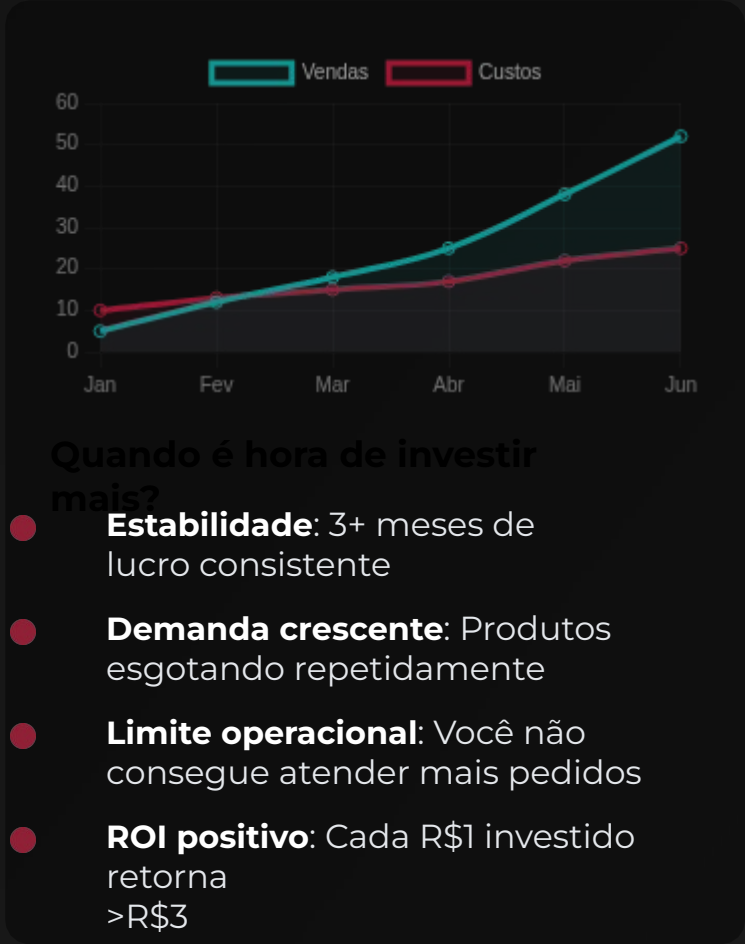 Vendas Custos
60
50
40
30
20
10
0
Jan Fev Mar Abr Mai Jun
Quando é hora de investir
mais?
Estabilidade: 3+ meses de
lucro consistente
Demanda crescente: Produtos
esgotando repetidamente
Limite operacional: Você não
consegue atender mais pedidos
ROI positivo: Cada R$1 investido
retorna
>R$3